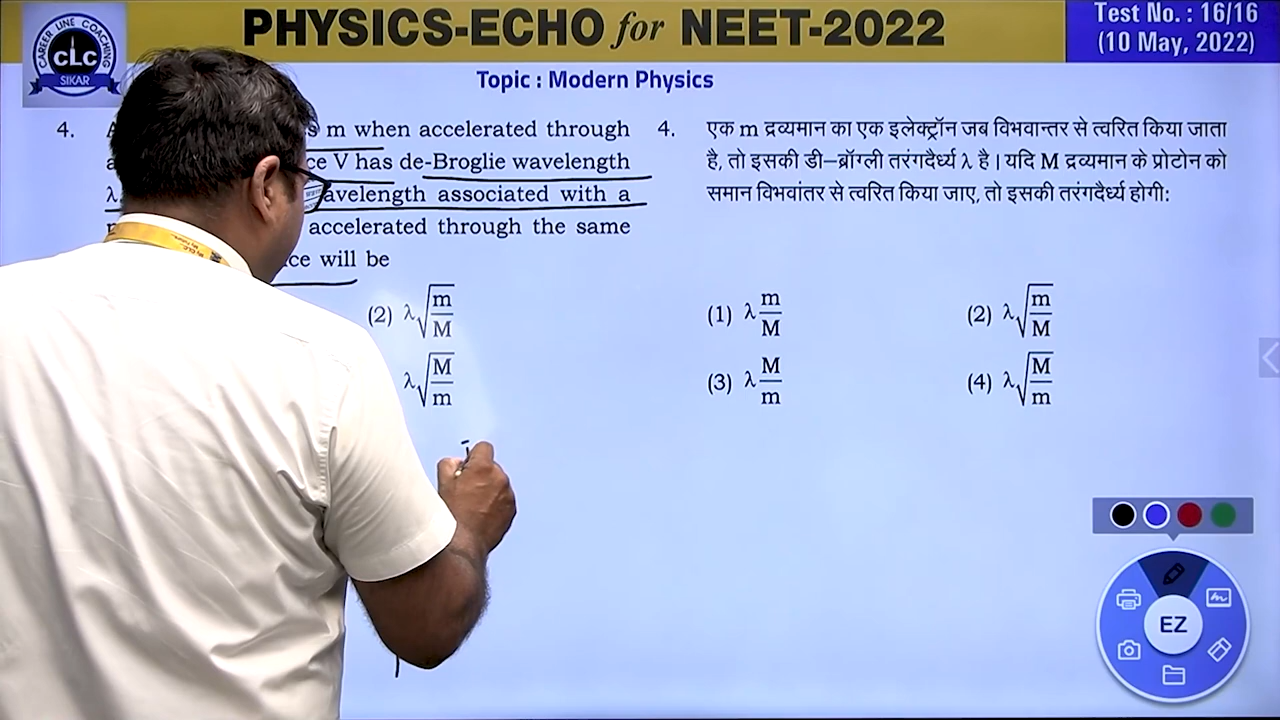 PHYSICS-ECHO for NEET-2022
Test No. : 16/16
(10 May, 2022)
CAREER LINE COACHING
CLC
SIKAR
Topic : Modern Physics
4.
m when accelerated through
V has de-Broglie wavelength
λ
associated with a
accelerated through the same
will be
(2) λ√m/M
λ√M/m
4. एक m द्रव्यमान का एक इलेक्ट्रॉन जब विभवान्तर से त्वरित किया जाता
है, तो इसकी डी–ब्रॉग्ली तरंगदैर्ध्य λ है। यदि M द्रव्यमान के प्रोटोन को
समान विभवांतर से त्वरित किया जाए, तो इसकी तरंगदैर्ध्य होगी:
(1) λ m/M (2) λ√m/M
(3) λ M/m (4) λ√M/m
EZ